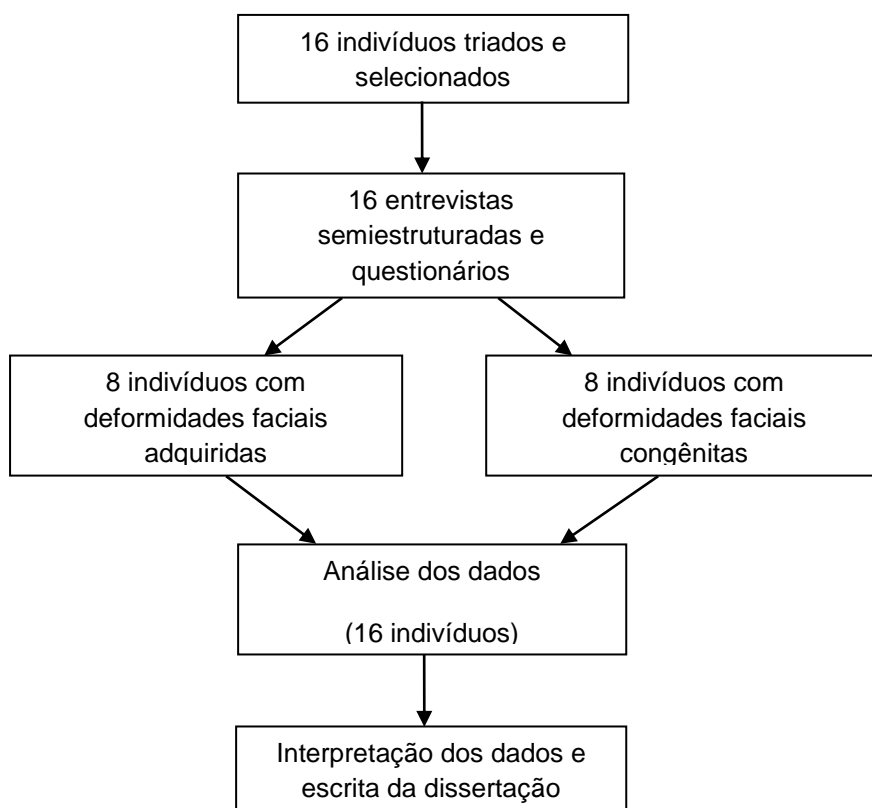 16 indivíduos triados e
selecionados
16 entrevistas
semiestruturadas e
questionários
8 indivíduos com
deformidades faciais
adquiridas
8 indivíduos com
deformidades faciais
congênitas
Análise dos dados
(16 indivíduos)
Interpretação dos dados e
escrita da dissertação